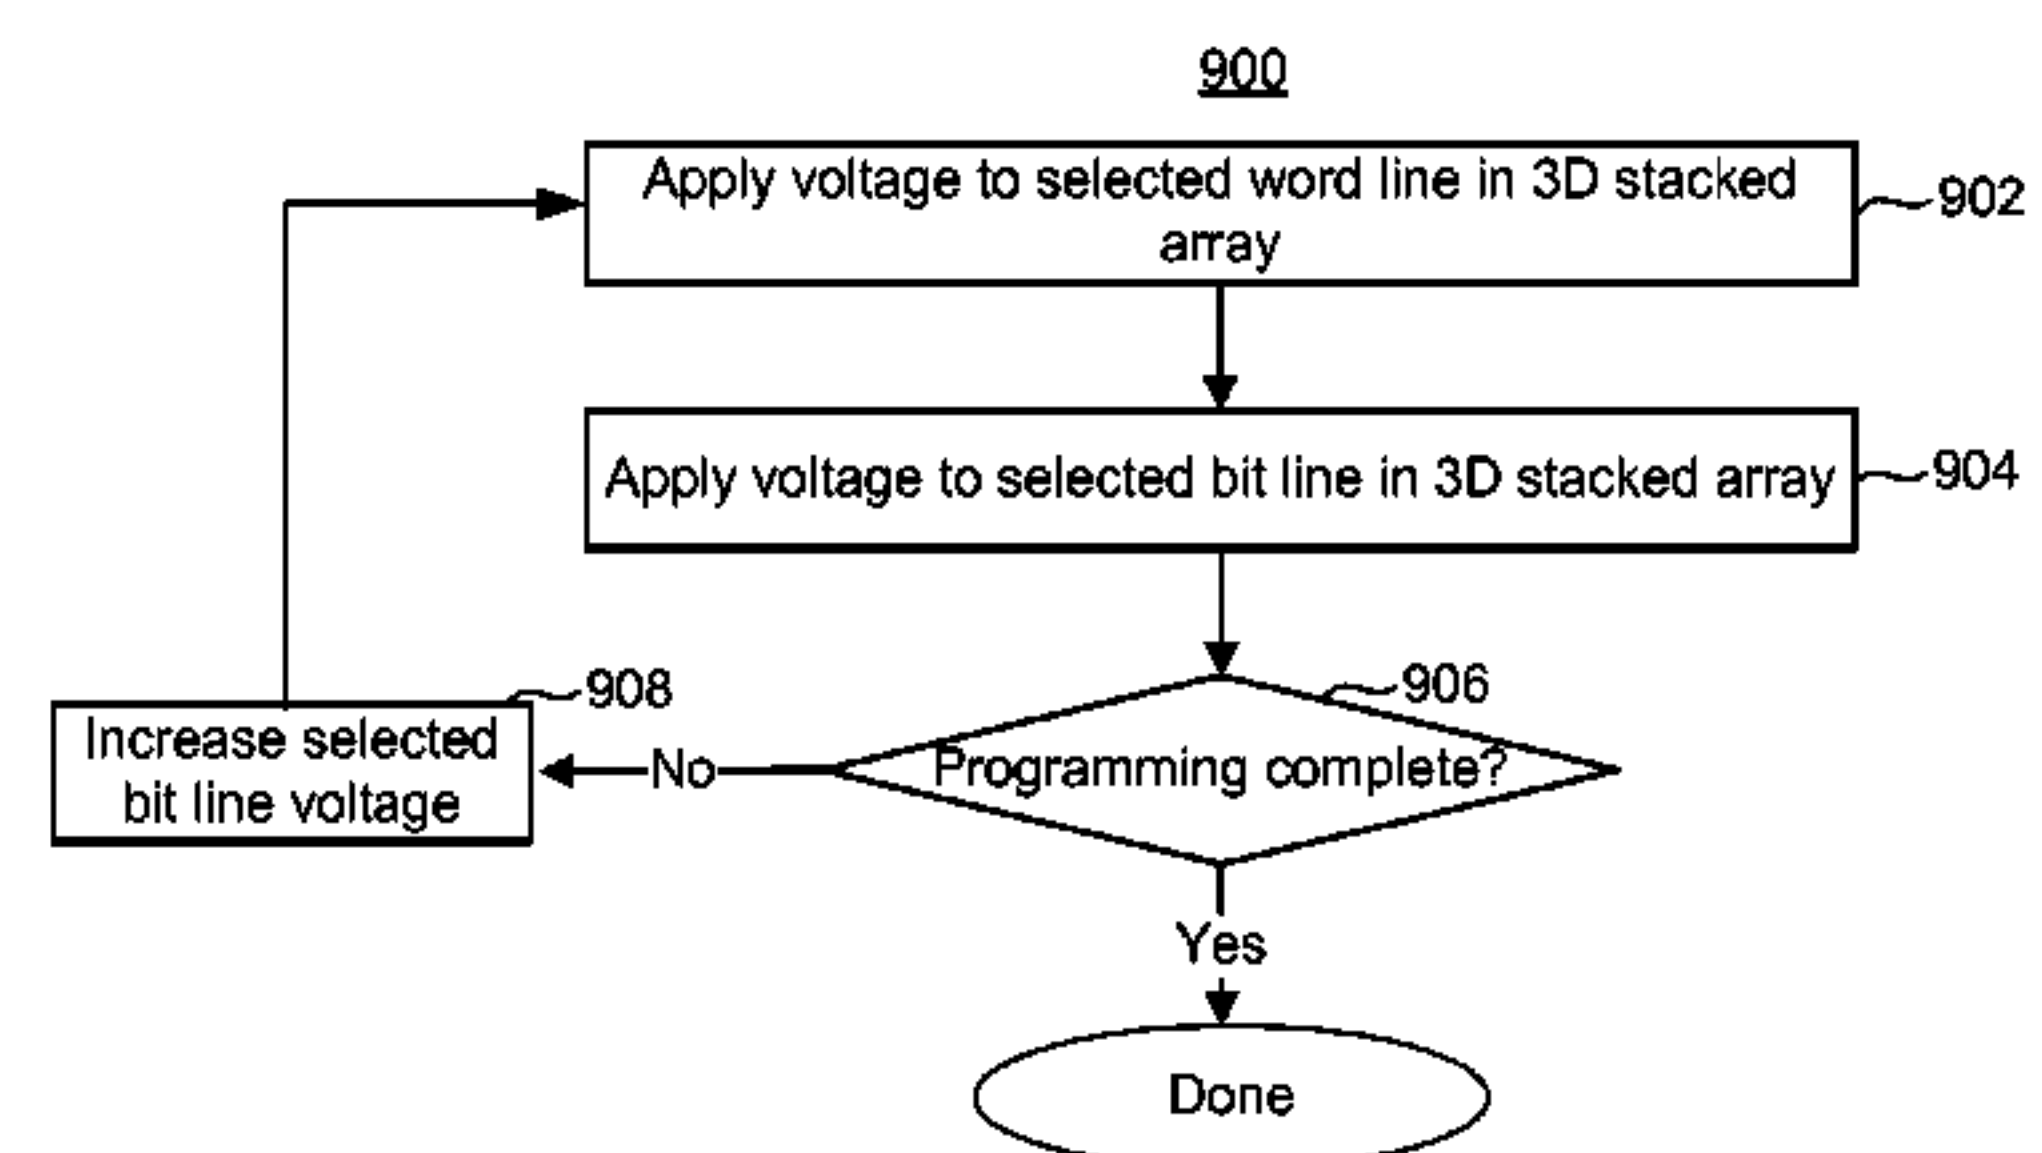 900
Apply voltage to selected word line in 3D stacked
array
902
Apply voltage to selected bit line in 3D stacked array
904
906
Programming complete?
No
908
Increase selected
bit line voltage
Yes
Done